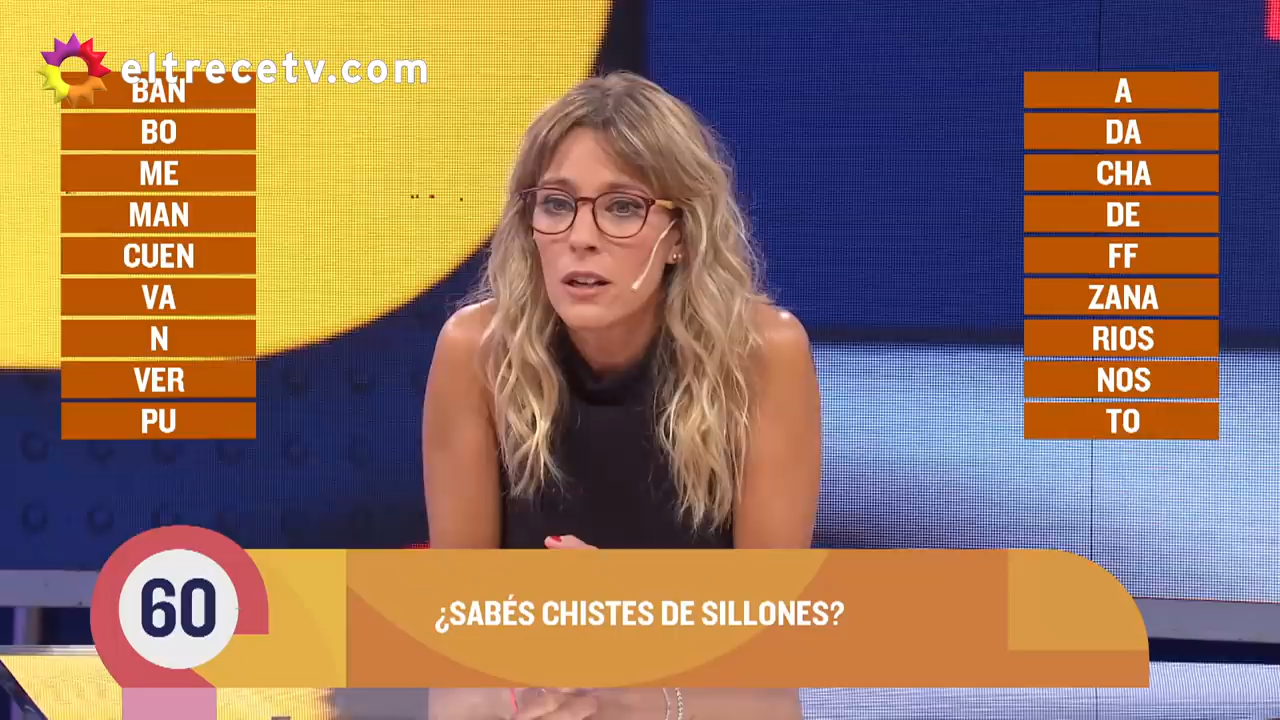 eltrecetv.com
BAN
BO
ME
MAN
CUEN
VA
N
VER
PU
A
DA
CHA
DE
FF
ZANA
RIOS
NOS
TO
60
¿SABÉS CHISTES DE SILLONES?